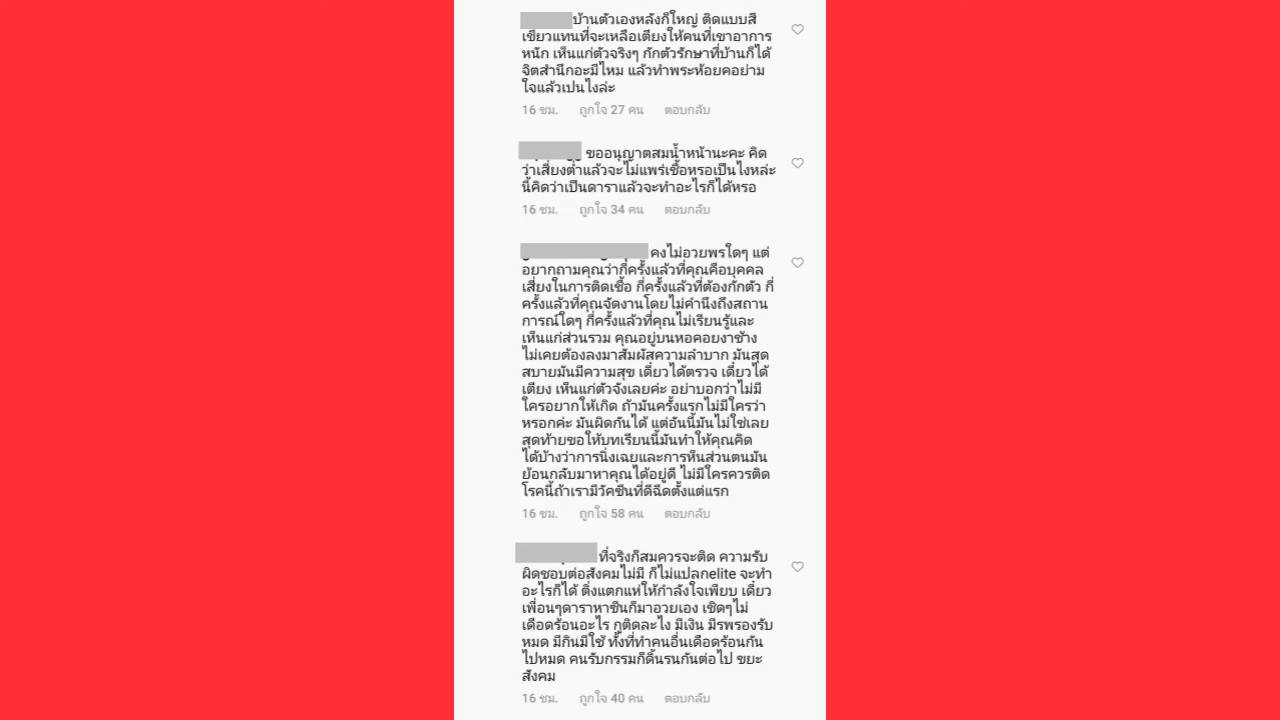 บ้านตัวเองหลังก็ใหญ่ ติดแบบสี
เขียวแทนที่จะเหลือเตียงให้คนที่เขาอาการ
หนัก เห็นแก่ตัวจริงๆ กักตัวรักษาที่บ้านก็ได้
จิตสำนึกอะมีไหม แล้วทำพระห้อยคอย่าม
ใจแล้วเปนไงล่ะ
16 ชม. ถูกใจ 27 คน ตอบกลับ
ขออนุญาตสมน้ำหน้านะคะ คิด
ว่าเสี่ยงต่ำแล้วจะไม่แพร่เชื้อหรอเป็นไงหล่ะ
นี้คิดว่าเป็นดาราแล้วจะทำอะไรก็ได้หรอ
16 ชม. ถูกใจ 34 คน ตอบกลับ
คงไม่อวยพรใดๆ แต่
อยากถามคุณว่ากี่ครั้งแล้วที่คุณคือบุคคล
เสี่ยงในการติดเชื้อ กี่ครั้งแล้วที่ต้องกักตัว กี่
ครั้งแล้วที่คุณจัดงานโดยไม่คำนึงถึงสถาน
การณ์ใดๆ กี่ครั้งแล้วที่คุณไม่เรียนรู้และ
เห็นแก่ส่วนรวม คุณอยู่บนหอคอยงาช้าง
ไม่เคยต้องลงมาสัมผัสความลำบาก มันสุด
สบายมันมีความสุข เดี่ยวได้ตรวจ เดี่ยวได้
เตียง เห็นแก่ตัวจังเลยค่ะ อย่าบอกว่าไม่มี
ใครอยากให้เกิด ถ้ามันครั้งแรกไม่มีใครว่า
หรอกค่ะ มันผิดกันได้ แต่อันนี้มันไม่ใช่เลย
สุดท้ายขอให้บทเรียนนี้มันทำให้คุณคิด
ได้บ้างว่าการนิ่งเฉยและการหืนส่วนตนมัน
ย้อนกลับมาหาคุณได้อยู่ดี ไม่มีใครควรติด
โรคนี้ถ้าเรามีวัคซีนที่ดีฉีดตั้งแต่แรก
16 ชม. ถูกใจ 58 คน ตอบกลับ
ที่จริงก็สมควรจะติด ความรับ
ผิดชอบต่อสังคมไม่มี ก็ไม่แปลกelite จะทำ
อะไรก็ได้ ติ่งแตกแห่ให้กำลังใจเพียบ เดี่ยว
เพื่อนๆดาราหาซีนก็มาอวยเอง เชิดๆไม่
เดือดร้อนอะไร กูติดละไง มีเงิน มีรพรองรับ
หมด มีกินมีใช้ ทั้งที่ทำคนอื่นเดือดร้อนกัน
ไปหมด คนรับกรรมก็ดิ้นรนกันต่อไป ขยะ
สังคม
16 ชม. ถูกใจ 40 คน ตอบกลับ